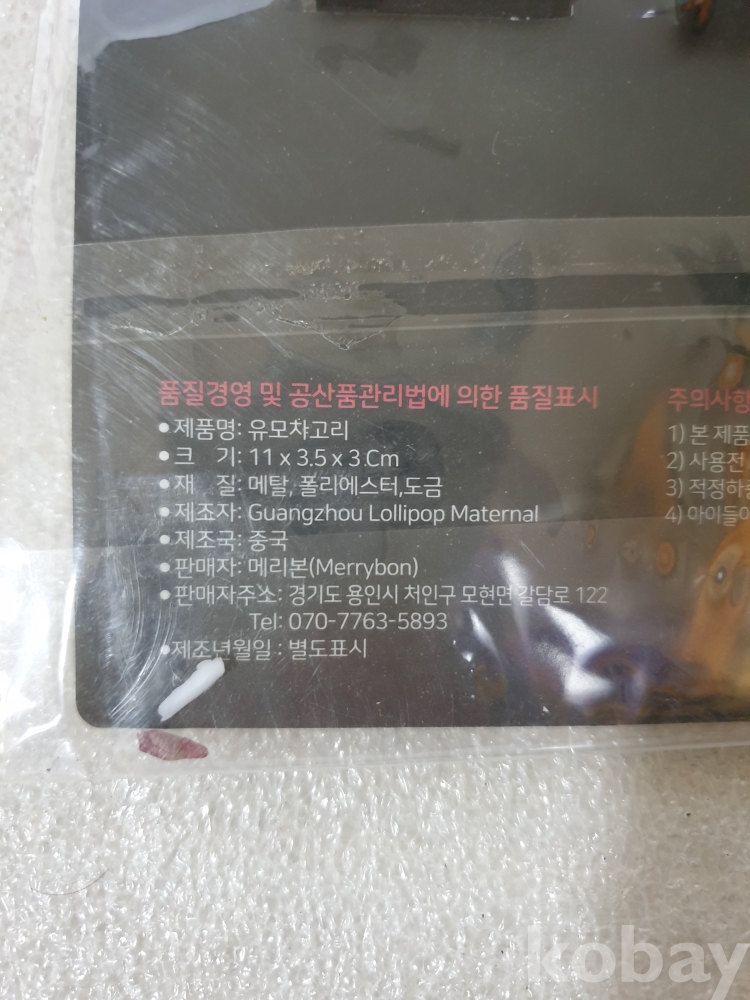 품질경영 및 공산품관리법에 의한 품질표시
•제품명: 유모챠고리
•크 기: 11 x 3.5 x 3 Cm
•재 질: 메탈, 폴리에스터,도금
•제조자: Guangzhou Lollipop Maternal
•제조국: 중국
•판매자: 메리본(Merrybon)
•판매자주소: 경기도 용인시 처인구 모현면 갈담로 122
Tel: 070-7763-5893
•제조년월일 : 별도표시
주의사항
1) 본 제품
2) 사용전
3) 적정하
4) 아이들이
kobay